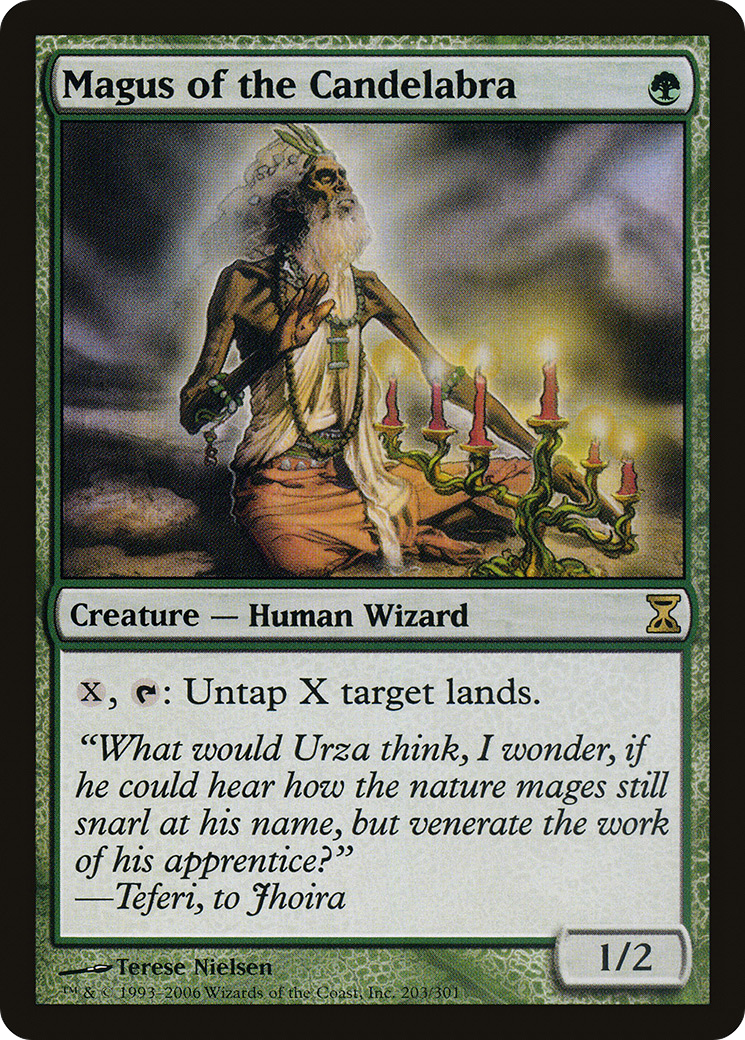 Magus of the Candelabra
Creature — Human Wizard
X, : Untap X target lands.
“What would Urza think, I wonder, if
he could hear how the nature mages still
snarl at his name, but venerate the work
of his apprentice?”
—Teferi, to Jhoira
1/2
Terese Nielsen
™ & © 1993–2006 Wizards of the Coast, Inc. 203/301